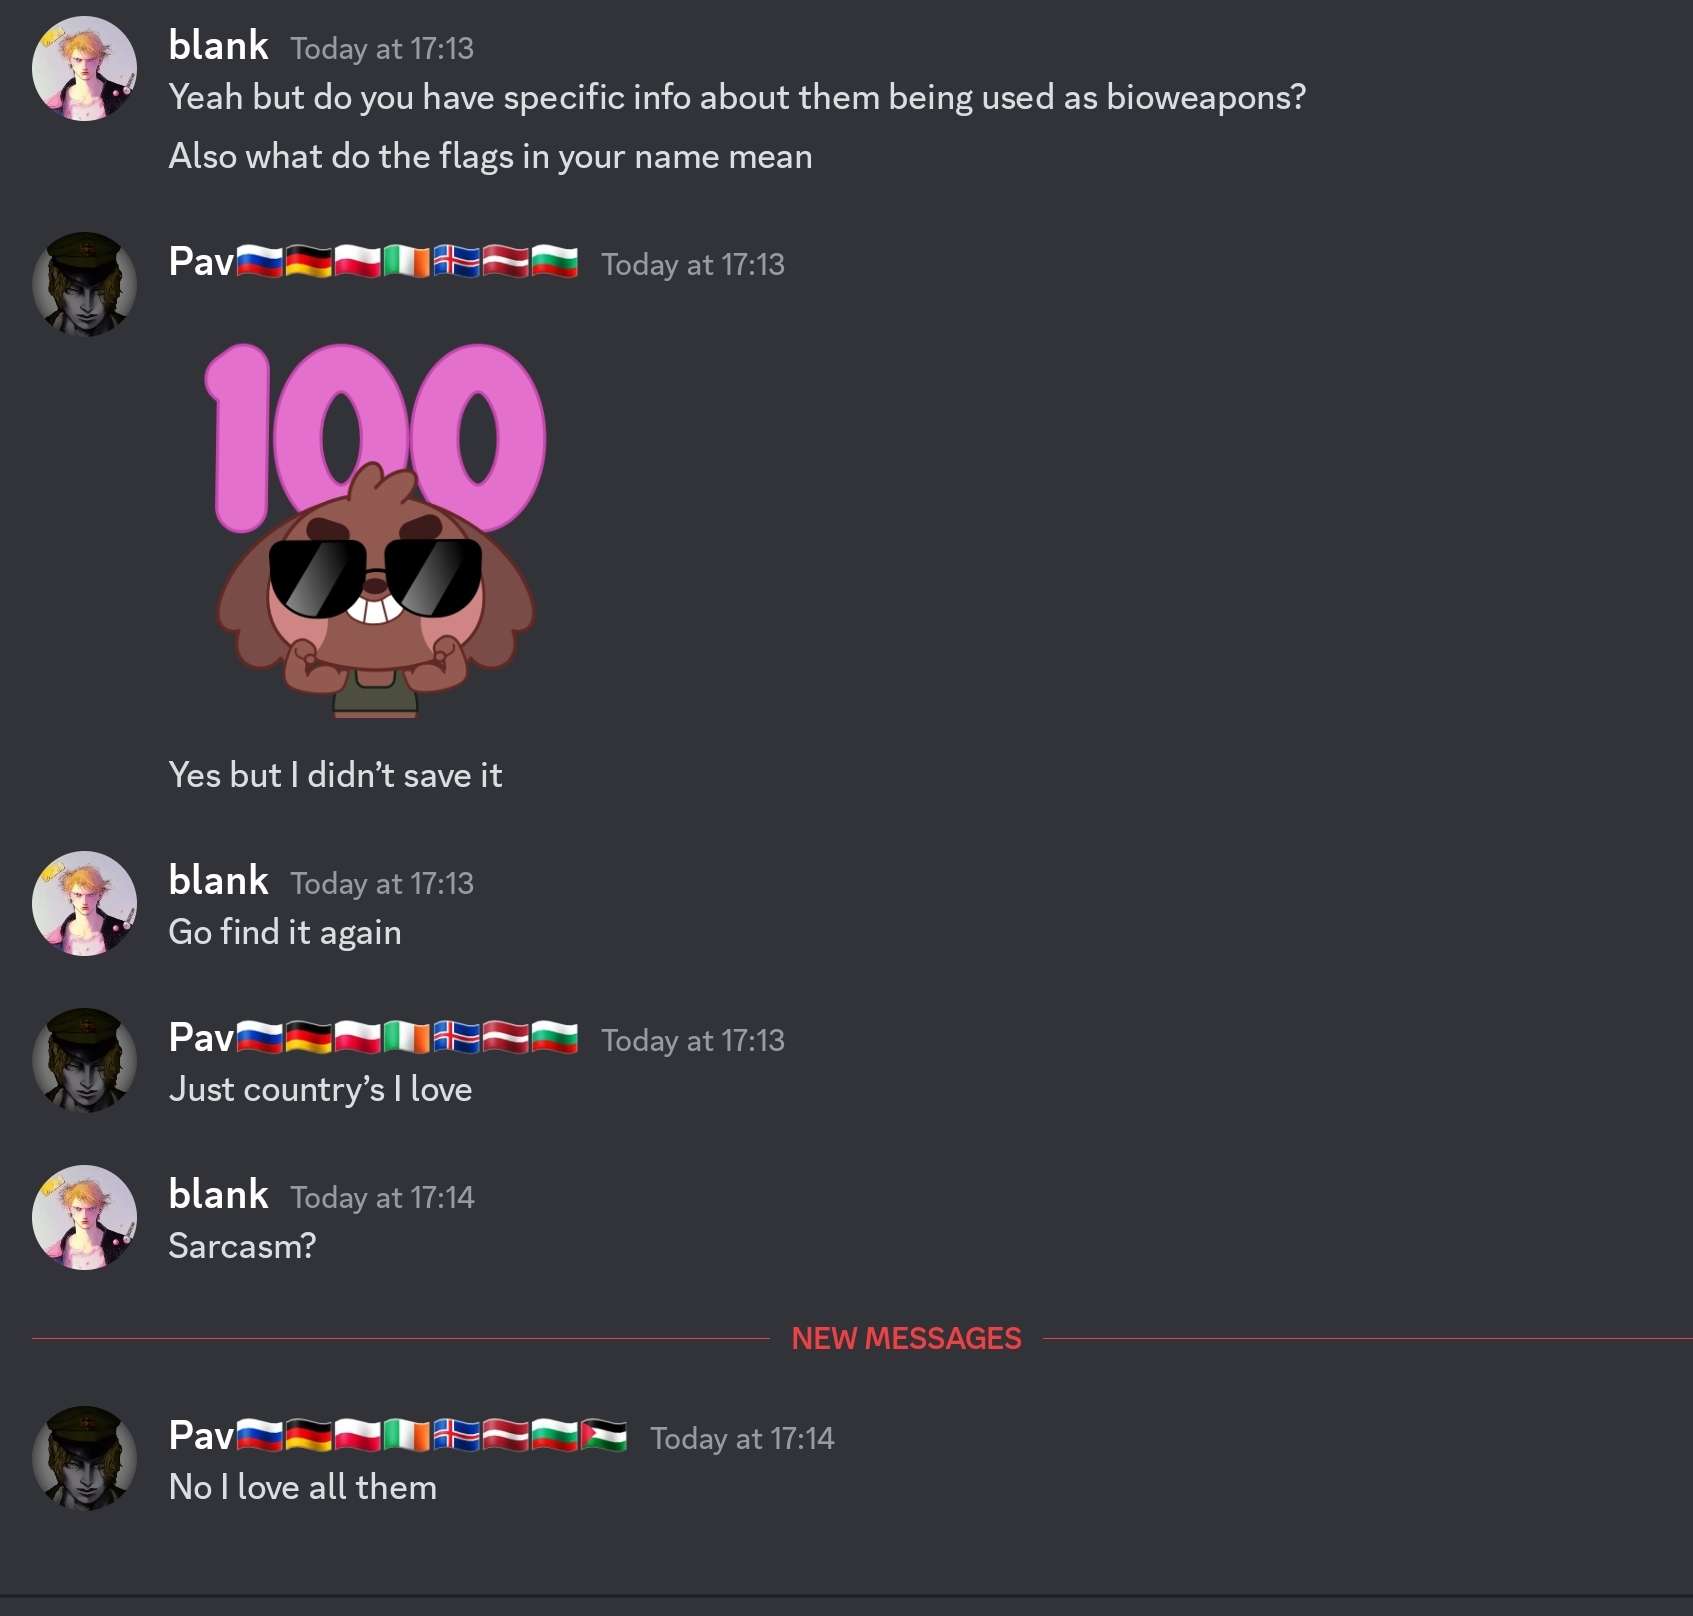 blank Today at 17:13
Yeah but do you have specific info about them being used as bioweapons?
Also what do the flags in your name mean
Pav🇷🇺🇩🇪🇵🇱🇮🇪🇮🇸🇱🇻🇧🇬 Today at 17:13
100
Yes but I didn’t save it
blank Today at 17:13
Go find it again
Pav🇷🇺🇩🇪🇵🇱🇮🇪🇮🇸🇱🇻🇧🇬 Today at 17:13
Just country’s I love
blank Today at 17:14
Sarcasm?
NEW MESSAGES
Pav🇷🇺🇩🇪🇵🇱🇮🇪🇮🇸🇱🇻🇧🇬🇵🇸 Today at 17:14
No I love all them